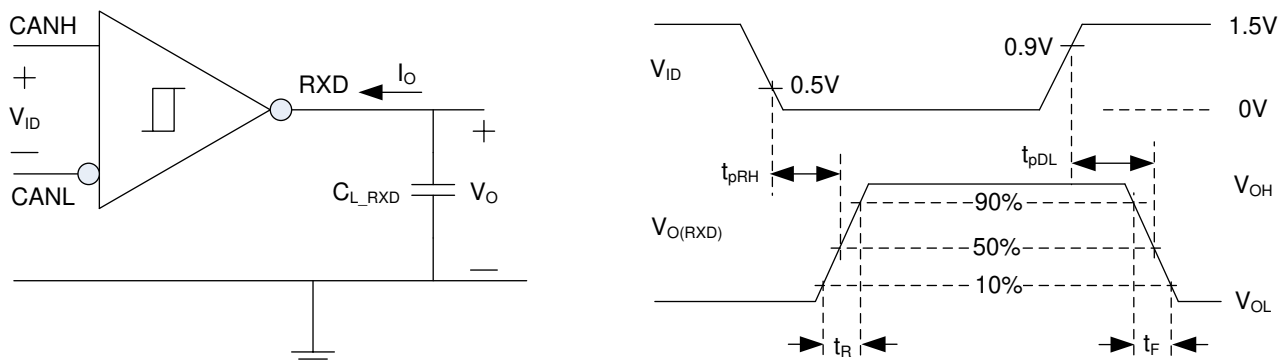 CANH
+
V_ID
—
CANL
RXD
I_O
C_L_RXD
+
V_O
—
V_ID
0.5V
0.9V
1.5V
0V
t_pRH
t_pDL
V_O(RXD)
90%
50%
10%
V_OH
V_OL
t_R
t_F